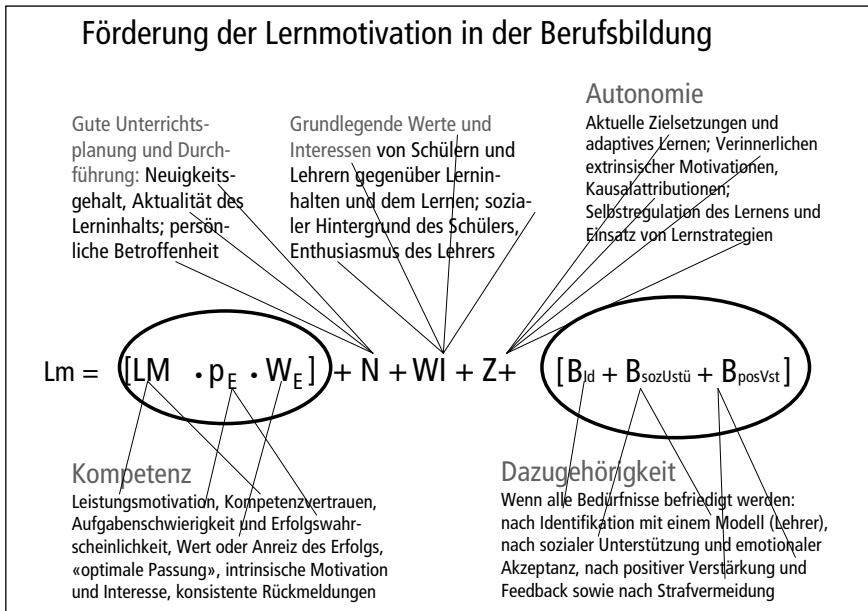 Förderung der Lernmotivation in der Berufsbildung
Gute Unterrichts-
planung und Durch-
führung: Neuigkeits-
gehalt, Aktualität des
Lerninhalts; persön-
liche Betroffenheit
Grundlegende Werte und
Interessen von Schülern und
Lehrern gegenüber Lernin-
halten und dem Lernen; sozia-
ler Hintergrund des Schülers,
Enthusiasmus des Lehrers
Autonomie
Aktuelle Zielsetzungen und
adaptives Lernen; Verinnerlichen
extrinsischer Motivationen,
Kausalattributionen;
Selbstregulation des Lernens und
Einsatz von Lernstrategien
Lm = [LM · pE · WE] + N + WI + Z+ [BId + BsozUstü + BposVst]
Kompetenz
Leistungsmotivation, Kompetenzvertrauen,
Aufgabenschwierigkeit und Erfolgswahr-
scheinlichkeit, Wert oder Anreiz des Erfolgs,
«optimale Passung», intrinsische Motivation
und Interesse, konsistente Rückmeldungen
Dazugehörigkeit
Wenn alle Bedürfnisse befriedigt werden:
nach Identifikation mit einem Modell (Lehrer),
nach sozialer Unterstützung und emotionaler
Akzeptanz, nach positiver Verstärkung und
Feedback sowie nach Strafvermeidung